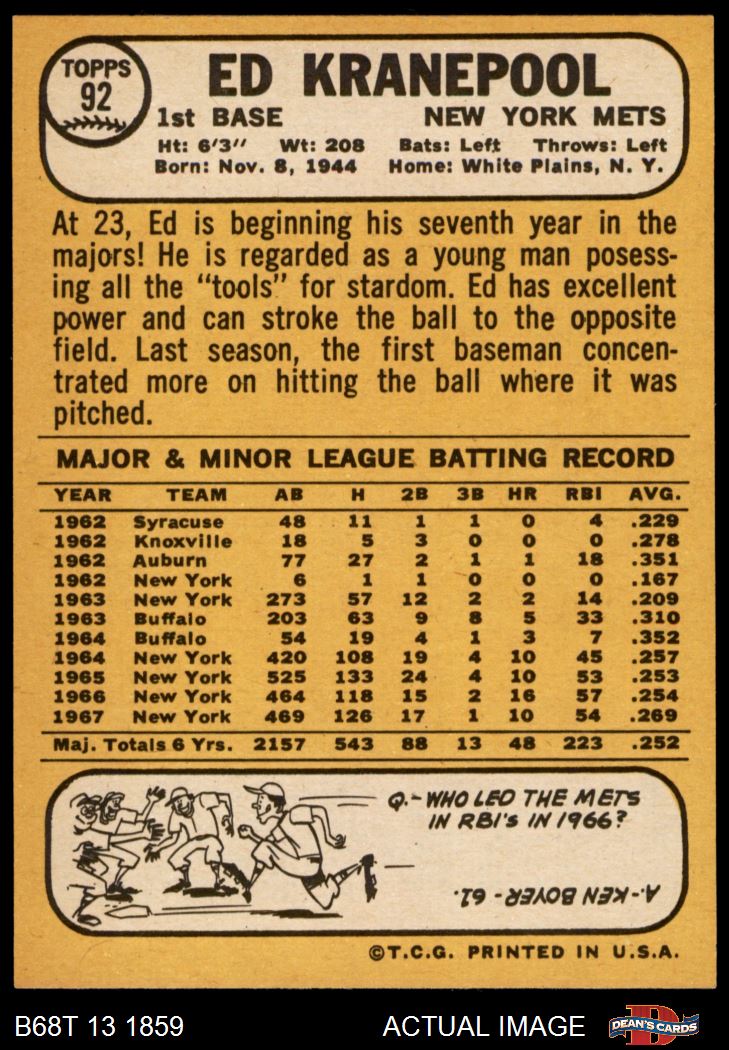 TOPPS
92
ED KRANEPOOL
1st BASE NEW YORK METS
Ht: 6'3" Wt: 208 Bats: Left Throws: Left
Born: Nov. 8, 1944 Home: White Plains, N. Y.
At 23, Ed is beginning his seventh year in the
majors! He is regarded as a young man posess-
ing all the "tools" for stardom. Ed has excellent
power and can stroke the ball to the opposite
field. Last season, the first baseman concen-
trated more on hitting the ball where it was
pitched.
MAJOR & MINOR LEAGUE BATTING RECORD
YEAR TEAM AB H 2B 3B HR RBI AVG.
1962 Syracuse 48 11 1 1 0 4 .229
1962 Knoxville 18 5 3 0 0 0 .278
1962 Auburn 77 27 2 1 1 18 .351
1962 New York 6 1 1 0 0 0 .167
1963 New York 273 57 12 2 2 14 .209
1963 Buffalo 203 63 9 8 5 33 .310
1964 Buffalo 54 19 4 1 3 7 .352
1964 New York 420 108 19 4 10 45 .257
1965 New York 525 133 24 4 10 53 .253
1966 New York 464 118 15 2 16 57 .254
1967 New York 469 126 17 1 10 54 .269
Maj. Totals 6 Yrs. 2157 543 88 13 48 223 .252
Q.- WHO LED THE METS
IN RBI'S IN 1966?
A.- KEN BOYER - 61.
©T.C.G. PRINTED IN U.S.A.
B68T 13 1859 ACTUAL IMAGE D DEAN'S CARDS